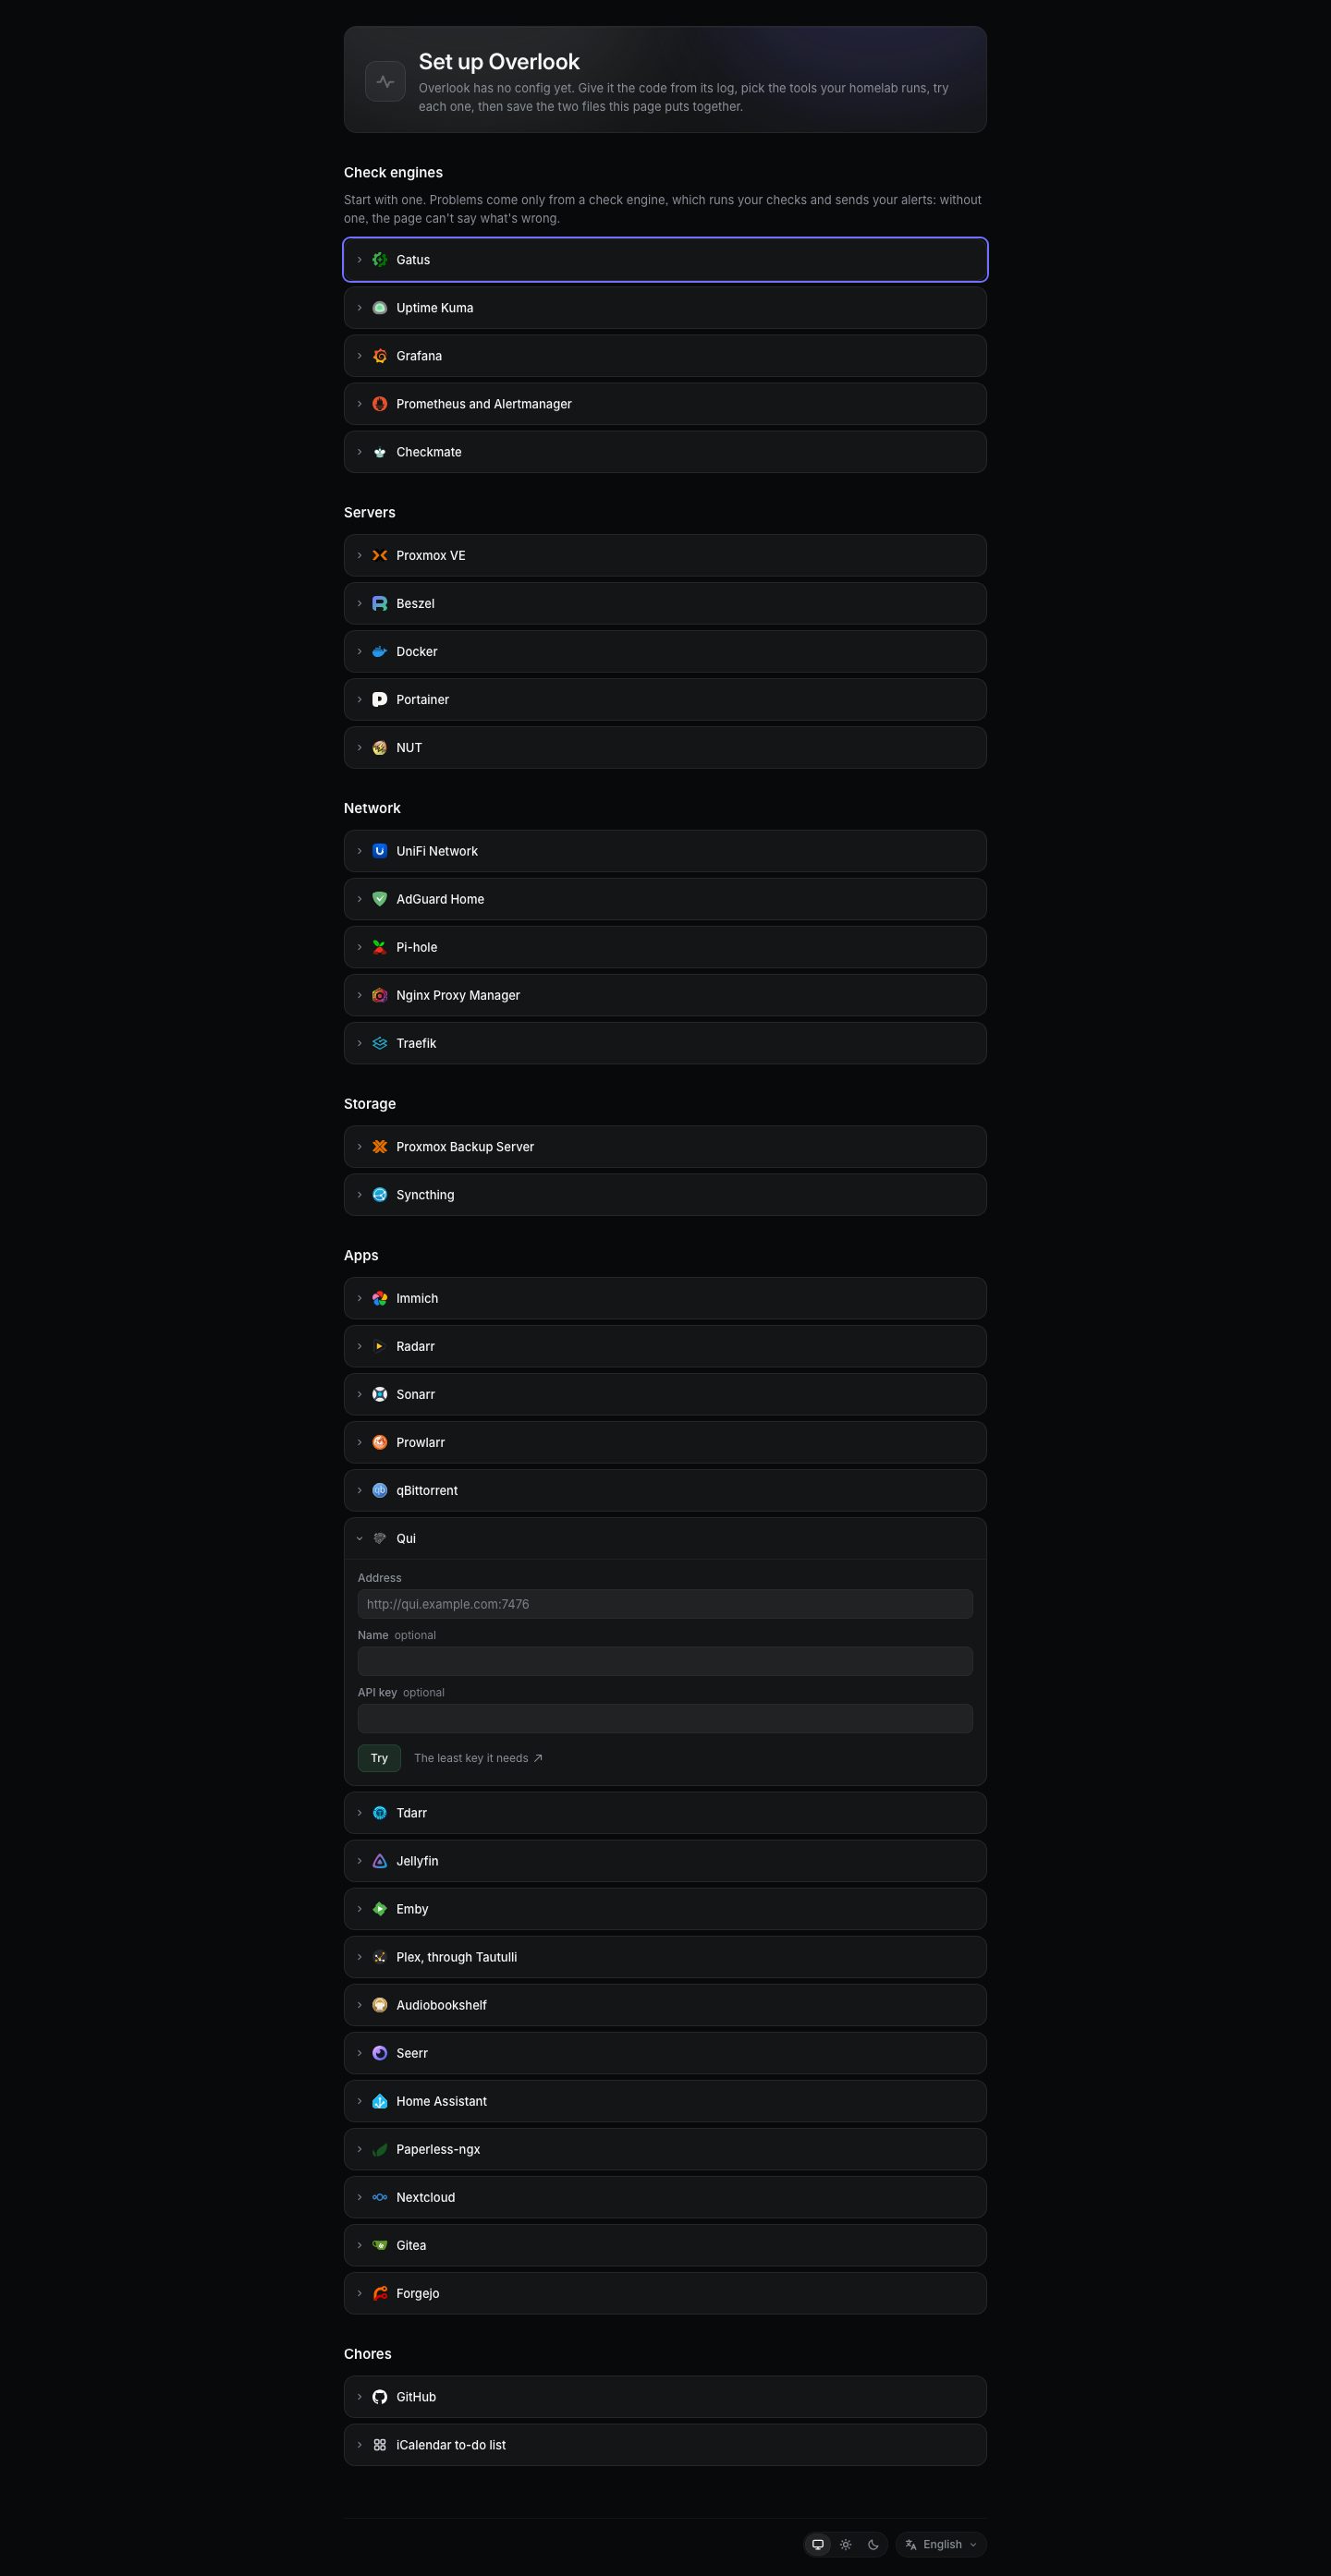 Set up Overlook
Overlook has no config yet. Give it the code from its log, pick the tools your homelab runs, try
each one, then save the two files this page puts together.
Check engines
Start with one. Problems come only from a check engine, which runs your checks and sends your alerts: without
one, the page can't say what's wrong.
Gatus
Uptime Kuma
Grafana
Prometheus and Alertmanager
Checkmate
Servers
Proxmox VE
Beszel
Docker
Portainer
NUT
Network
UniFi Network
AdGuard Home
Pi-hole
Nginx Proxy Manager
Traefik
Storage
Proxmox Backup Server
Syncthing
Apps
Immich
Radarr
Sonarr
Prowlarr
qBittorrent
Qui
Address
http://qui.example.com:7476
Name optional
API key optional
Try The least key it needs
Tdarr
Jellyfin
Emby
Plex, through Tautulli
Audiobookshelf
Seerr
Home Assistant
Paperless-ngx
Nextcloud
Gitea
Forgejo
Chores
GitHub
iCalendar to-do list
English